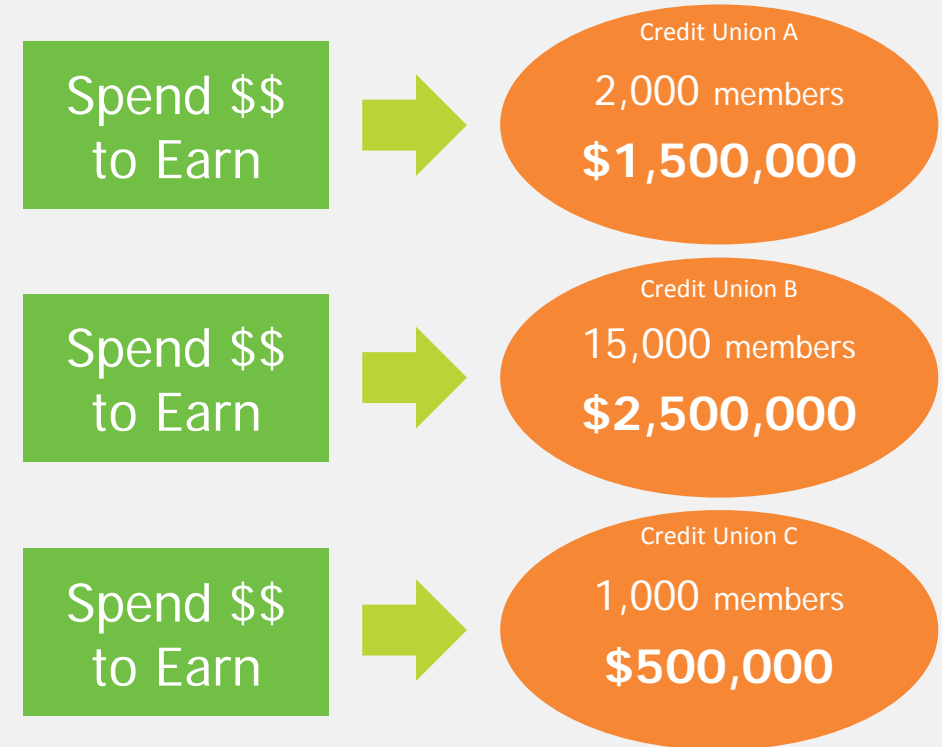 Spend $$
to Earn
Credit Union A
2,000 members
$1,500,000
Spend $$
to Earn
Credit Union B
15,000 members
$2,500,000
Spend $$
to Earn
Credit Union C
1,000 members
$500,000